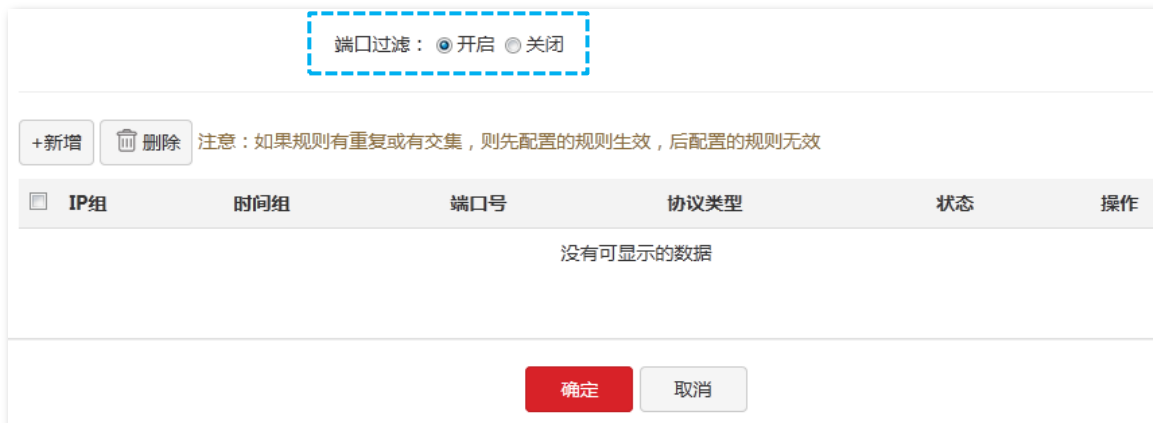 端口过滤： 开启 关闭
+新增 删除 注意：如果规则有重复或有交集，则先配置的规则生效，后配置的规则无效
IP组 时间组 端口号 协议类型 状态 操作
没有可显示的数据
确定 取消